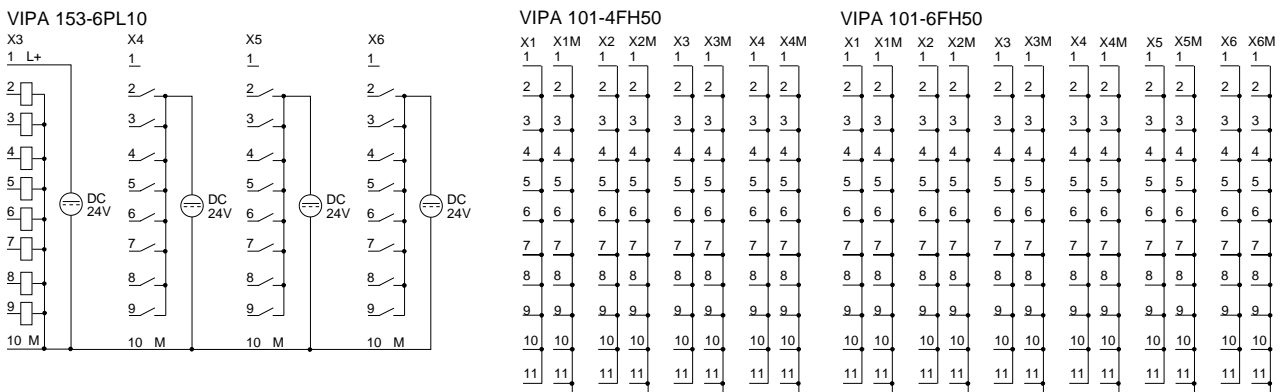 VIPA 153-6PL10 VIPA 101-4FH50 VIPA 101-6FH50
X3 X4 X5 X6 X1 X1M X2 X2M X3 X3M X4 X4M X1 X1M X2 X2M X3 X3M X4 X4M X5 X5M X6 X6M
1 L+ 1 1 1 1 1 1 1 1 1 1 1 1 1 1 1 1 1 1 1 1 1 1 1
2 2 2 2 2 2 2 2 2 2 2 2 2 2 2 2 2 2 2 2 2 2 2 2
3 3 3 3 3 3 3 3 3 3 3 3 3 3 3 3 3 3 3 3 3 3 3 3
4 4 4 4 4 4 4 4 4 4 4 4 4 4 4 4 4 4 4 4 4 4 4 4
5 DC 5 DC 5 DC 5 DC 5 5 5 5 5 5 5 5 5 5 5 5 5 5 5 5 5 5 5 5
24V 24V 24V 24V
6 6 6 6 6 6 6 6 6 6 6 6 6 6 6 6 6 6 6 6 6 6 6 6
7 7 7 7 7 7 7 7 7 7 7 7 7 7 7 7 7 7 7 7 7 7 7 7
8 8 8 8 8 8 8 8 8 8 8 8 8 8 8 8 8 8 8 8 8 8 8 8
9 9 9 9 9 9 9 9 9 9 9 9 9 9 9 9 9 9 9 9 9 9 9 9
10 M 10 M 10 M 10 M 10 10 10 10 10 10 10 10 10 10 10 10 10 10 10 10 10 10 10 10
11 11 11 11 11 11 11 11 11 11 11 11 11 11 11 11 11 11 11 11